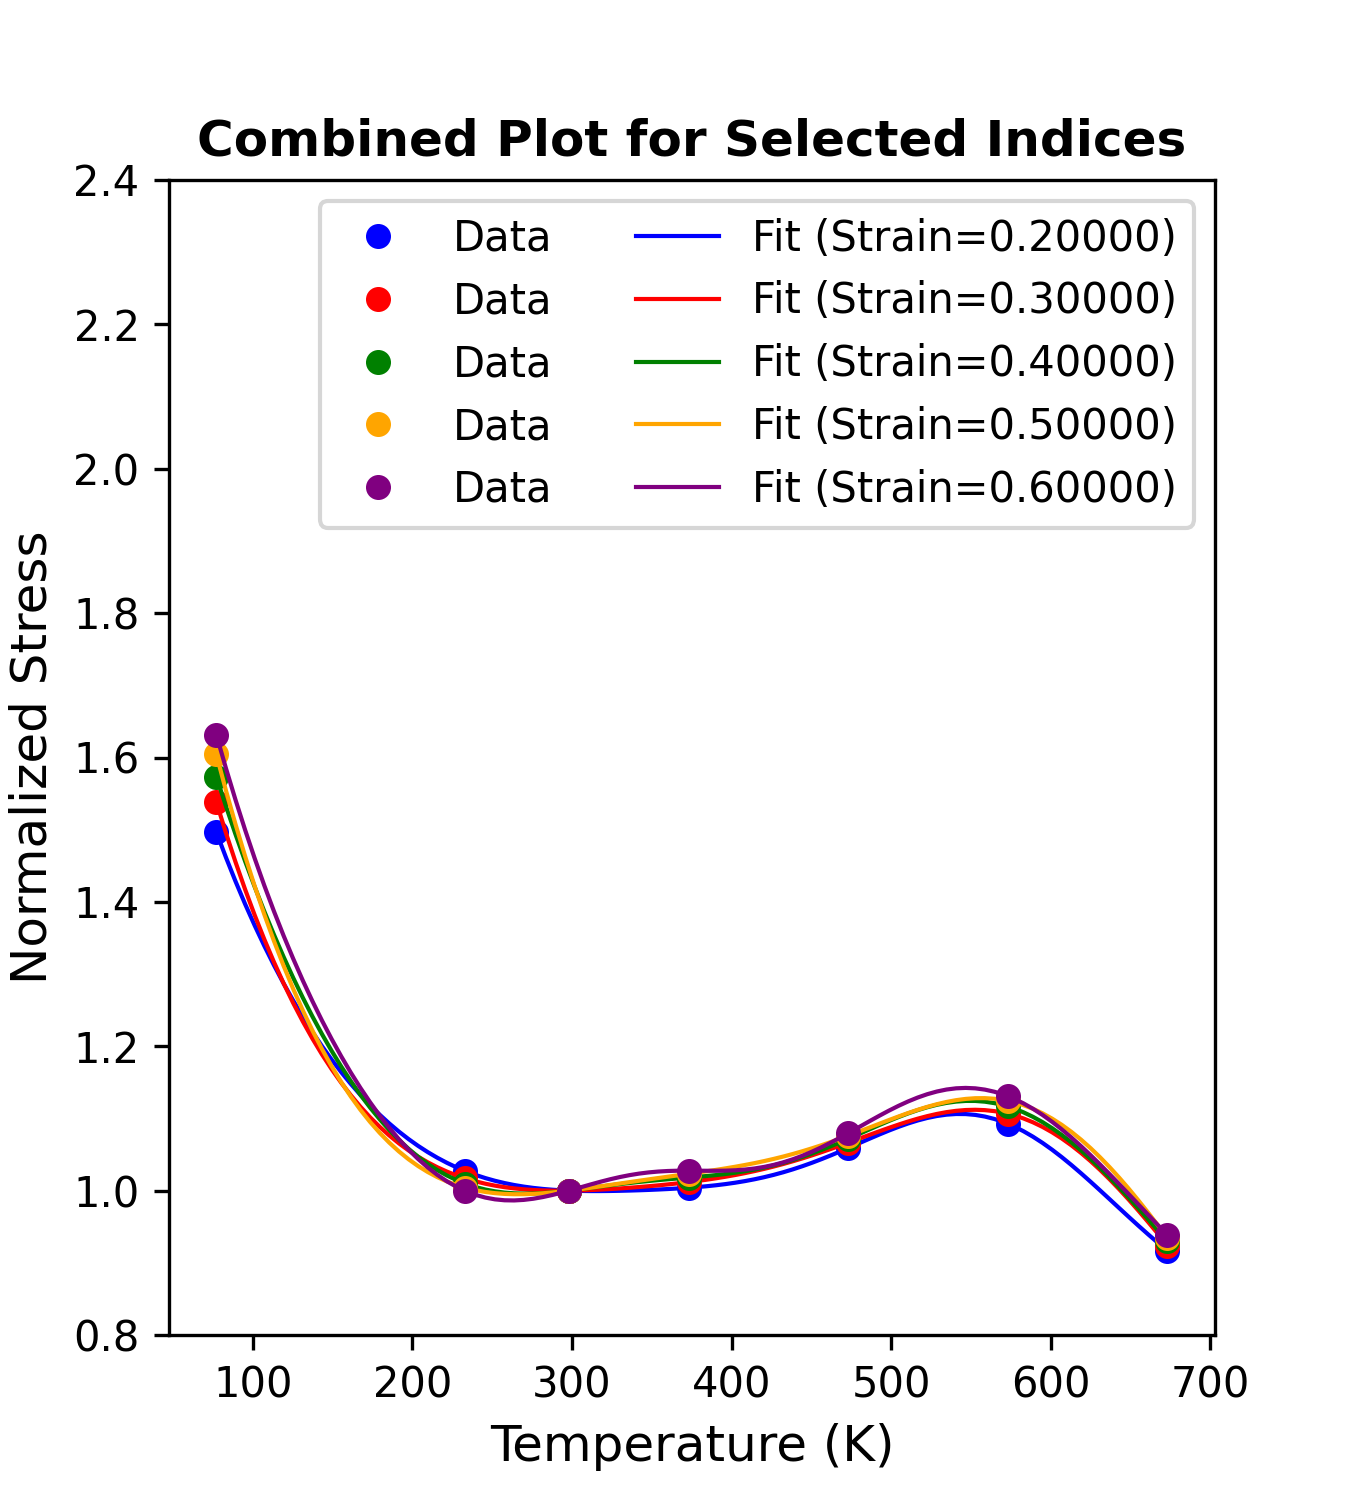 Combined Plot for Selected Indices
2.4
2.2
2.0
1.8
1.6
1.4
1.2
1.0
0.8
Normalized Stress
Data Fit (Strain=0.20000)
Data Fit (Strain=0.30000)
Data Fit (Strain=0.40000)
Data Fit (Strain=0.50000)
Data Fit (Strain=0.60000)
100 200 300 400 500 600 700
Temperature (K)